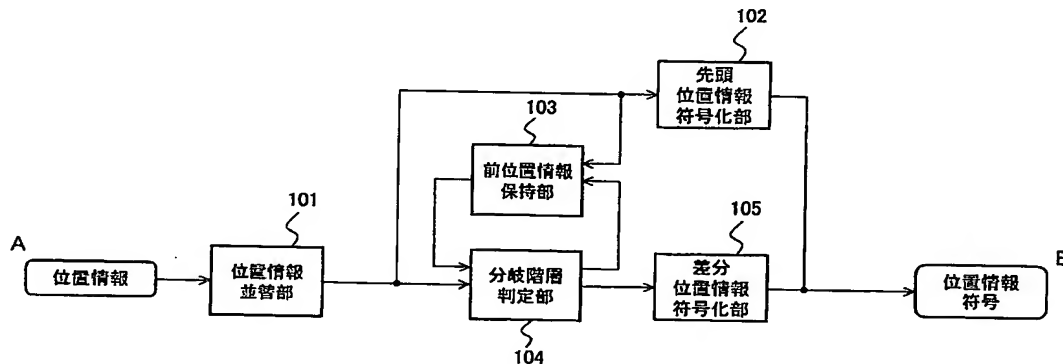 102
先頭
位置情報
符号化部
103
前位置情報
保持部
101
105
A
B
位置情報
位置情報
並替部
分岐階層
判定部
差分
位置情報
符号化部
位置情報
符号
104